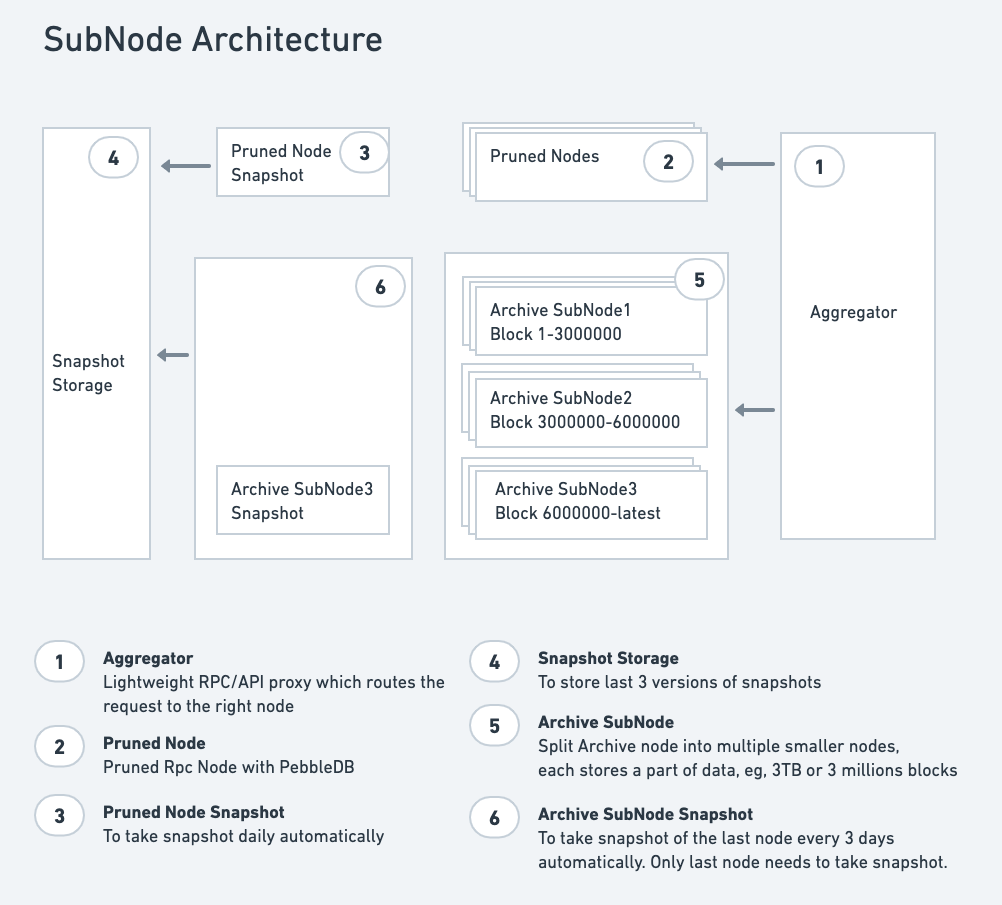 SubNode Architecture
4
Pruned Node
Snapshot
3
Pruned Nodes
2
1
6
5
Archive SubNode1
Block 1-3000000
Aggregator
Snapshot
Storage
Archive SubNode2
Block 3000000-6000000
Archive SubNode3
Snapshot
Archive SubNode3
Block 6000000-latest
1
Aggregator
Lightweight RPC/API proxy which routes the
request to the right node
2
Pruned Node
Pruned Rpc Node with PebbleDB
3
Pruned Node Snapshot
To take snapshot daily automatically
4
Snapshot Storage
To store last 3 versions of snapshots
5
Archive SubNode
Split Archive node into multiple smaller nodes,
each stores a part of data, eg, 3TB or 3 millions blocks
6
Archive SubNode Snapshot
To take snapshot of the last node every 3 days
automatically. Only last node needs to take snapshot.